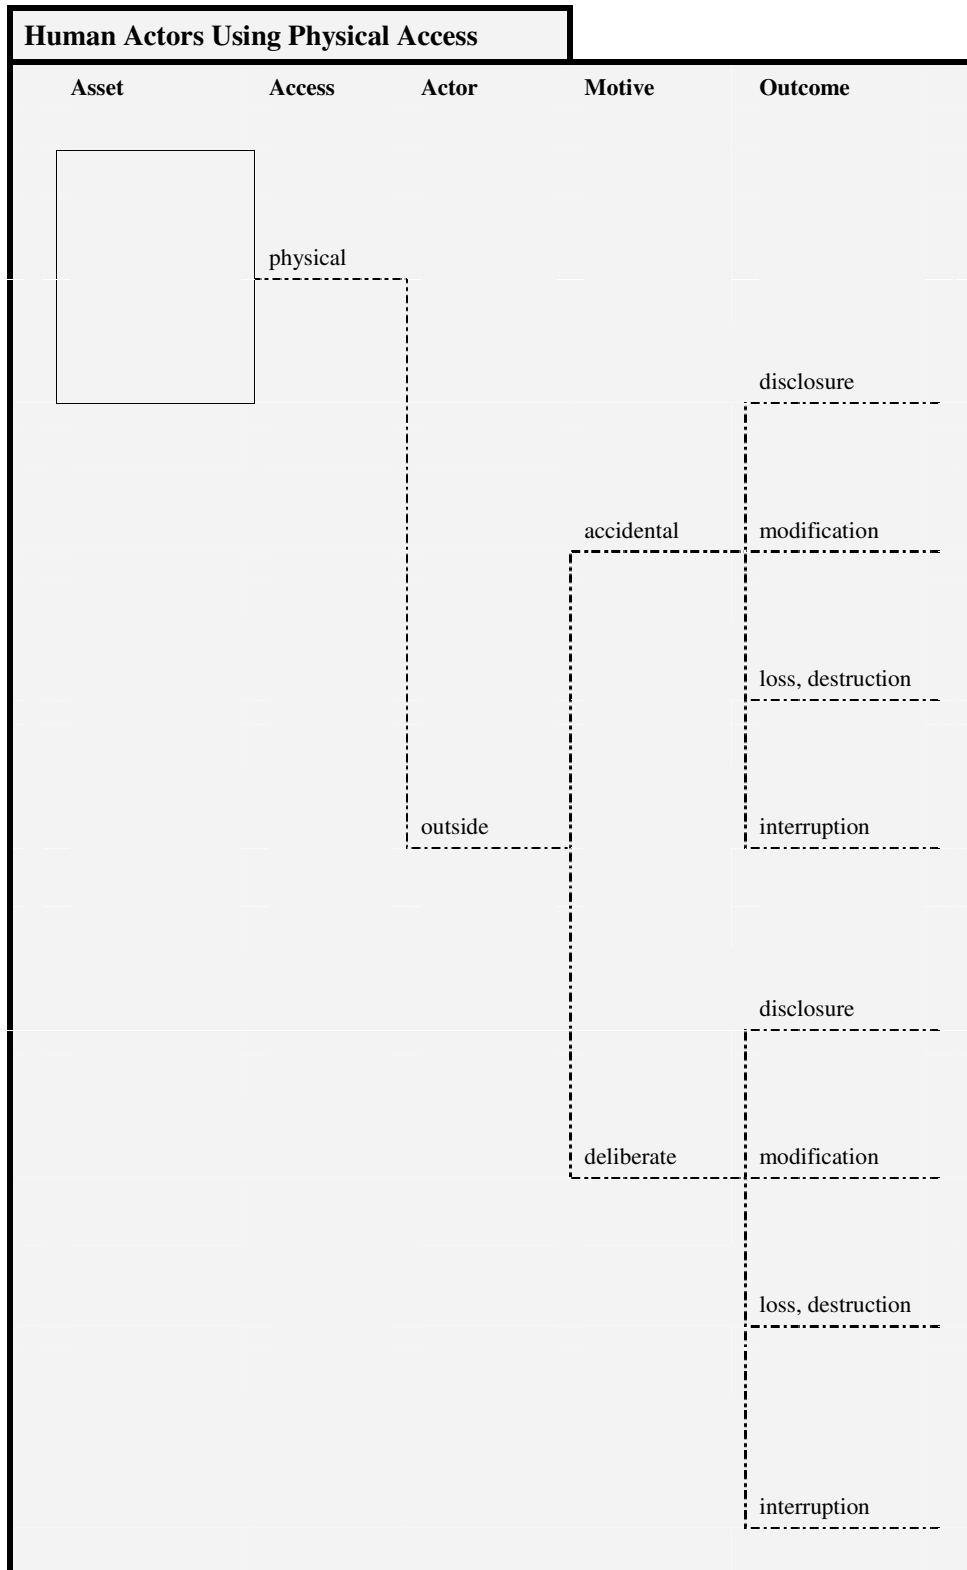 Human Actors Using Physical Access
Asset Access Actor Motive Outcome
physical
disclosure
accidental modification
loss, destruction
outside interruption
disclosure
deliberate modification
loss, destruction
interruption